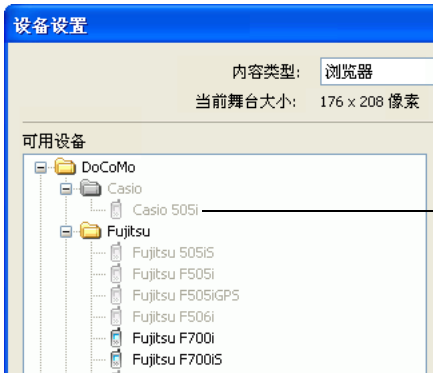 设备设置
内容类型: 浏览器
当前舞台大小: 176 x 208 像素
可用设备
DoCoMo
Casio
Casio 505i
Fujitsu
Fujitsu 505iS
Fujitsu F505i
Fujitsu F505iGPS
Fujitsu F506i
Fujitsu F700i
Fujitsu F700iS